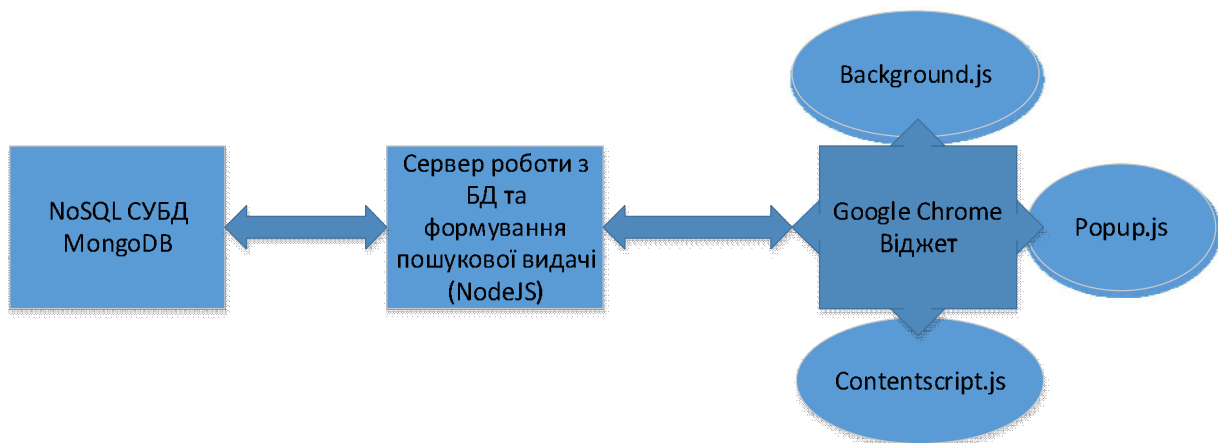 NoSQL СУБД
MongoDB
Сервер роботи з
БД та
формування
пошукової видачі
(NodeJS)
Background.js
Google Chrome
Віджет
Popup.js
Contentscript.js